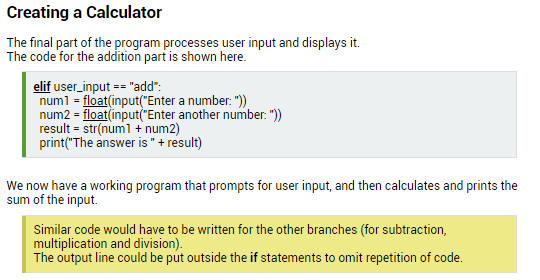 Creating a Calculator
The final part of the program processes user input and displays it.
The code for the addition part is shown here.
elif user_input == "add":
num1 = float(input("Enter a number: "))
num2 = float(input("Enter another number: "))
result = str(num1 + num2)
print("The answer is " + result)
We now have a working program that prompts for user input, and then calculates and prints the
sum of the input.
Similar code would have to be written for the other branches (for subtraction,
multiplication and division).
The output line could be put outside the if statements to omit repetition of code.